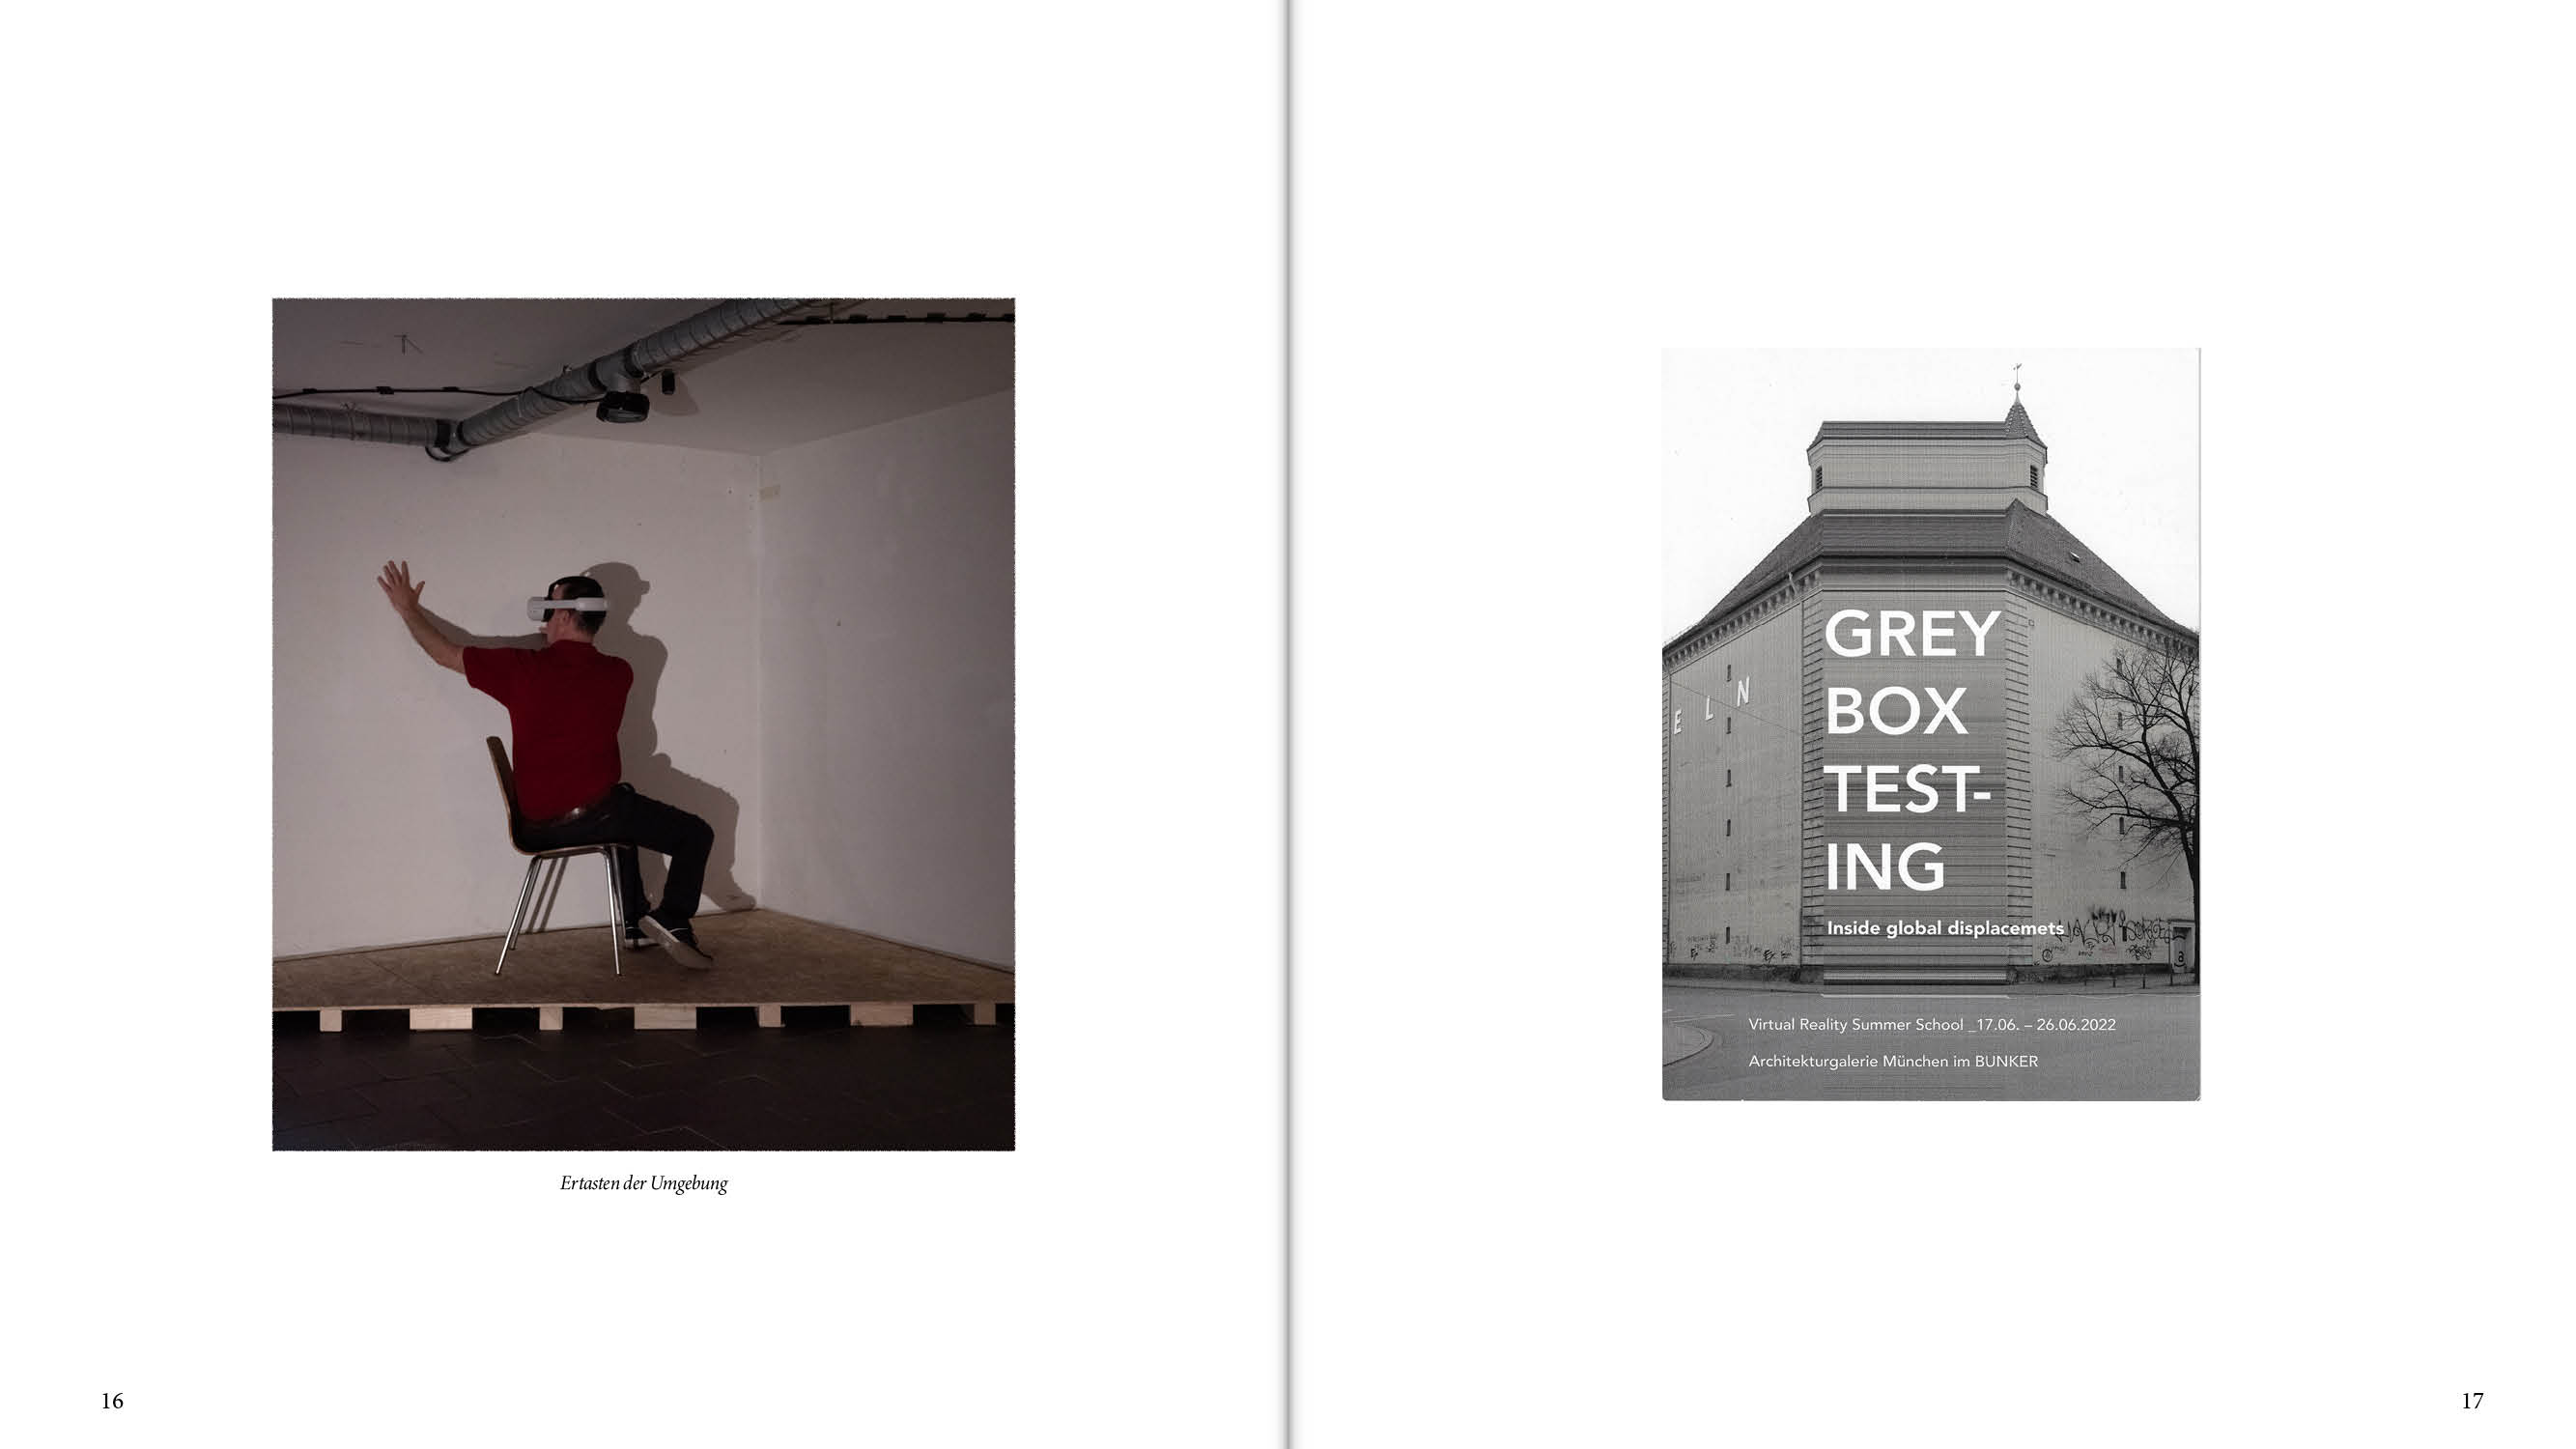 Ertasten der Umgebung
16
E L N
GREY
BOX
TEST-
ING
Inside global displacemets
Virtual Reality Summer School _17.06. – 26.06.2022
Architekturgalerie München im BUNKER
17